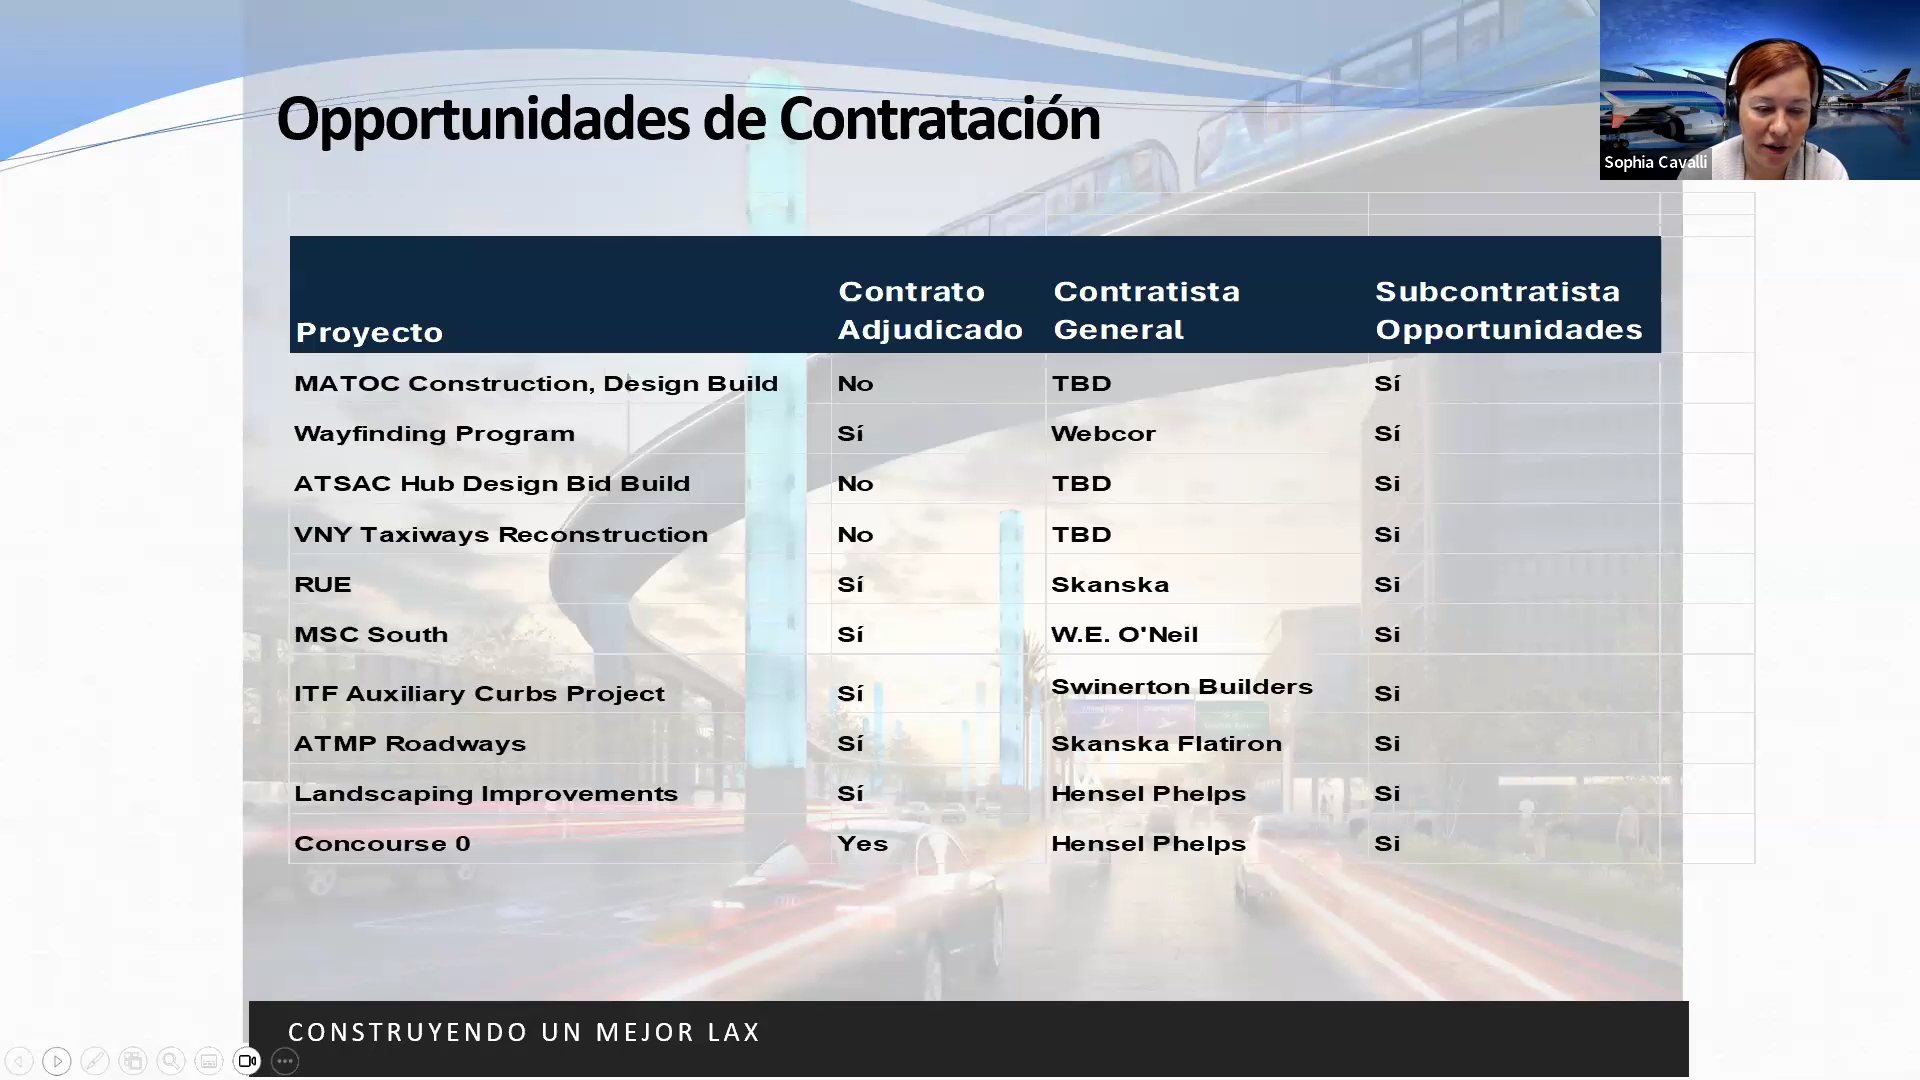 Opportunidades de Contratación
Sophia Cavalli
Proyecto
Contrato
Adjudicado
Contratista
General
Subcontratista
Opportunidades
MATOC Construction, Design Build No TBD Sí
Wayfinding Program Sí Webcor Sí
ATSAC Hub Design Bid Build No TBD Si
VNY Taxiways Reconstruction No TBD Si
RUE Sí Skanska Si
MSC South Sí W.E. O'Neil Si
ITF Auxiliary Curbs Project Sí Swinerton Builders Si
ATMP Roadways Sí Skanska Flatiron Si
Landscaping Improvements Sí Hensel Phelps Si
Concourse 0 Yes Hensel Phelps Si
CONSTRUYENDO UN MEJOR LAX